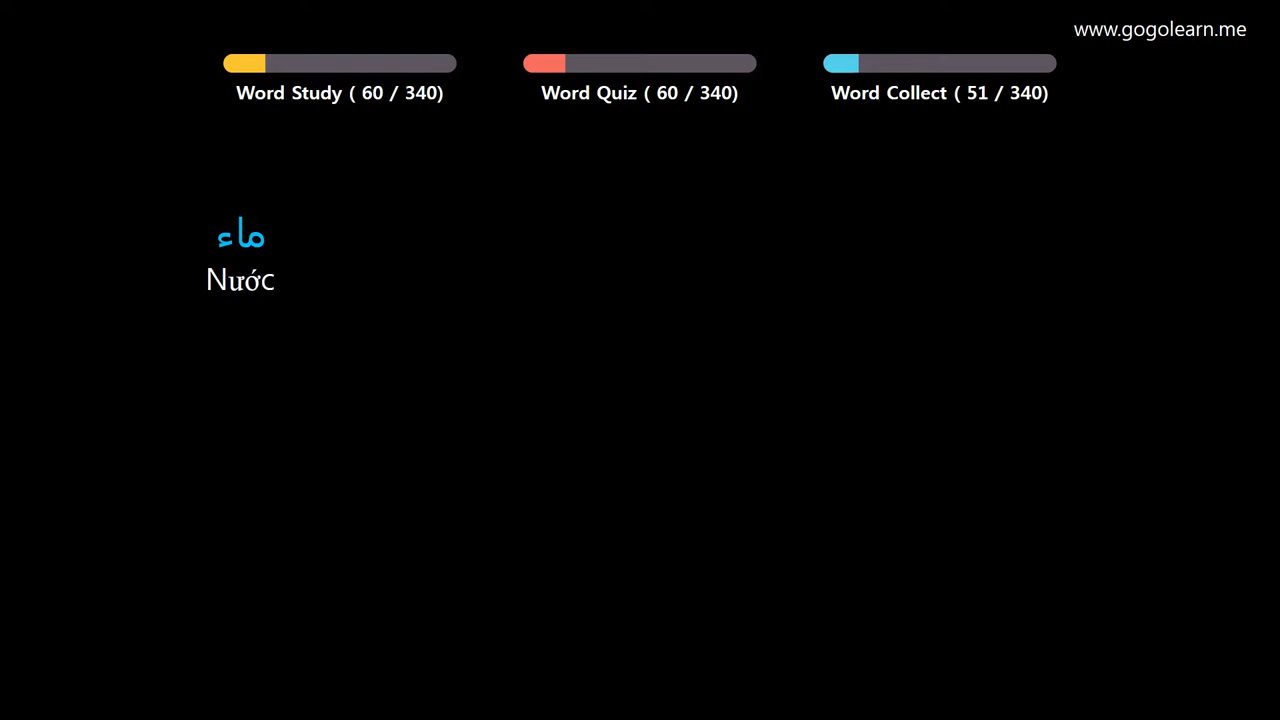 www.gogolearn.me
Word Study ( 60 / 340)
Word Quiz ( 60 / 340)
Word Collect ( 51 / 340)
ماء
Nước